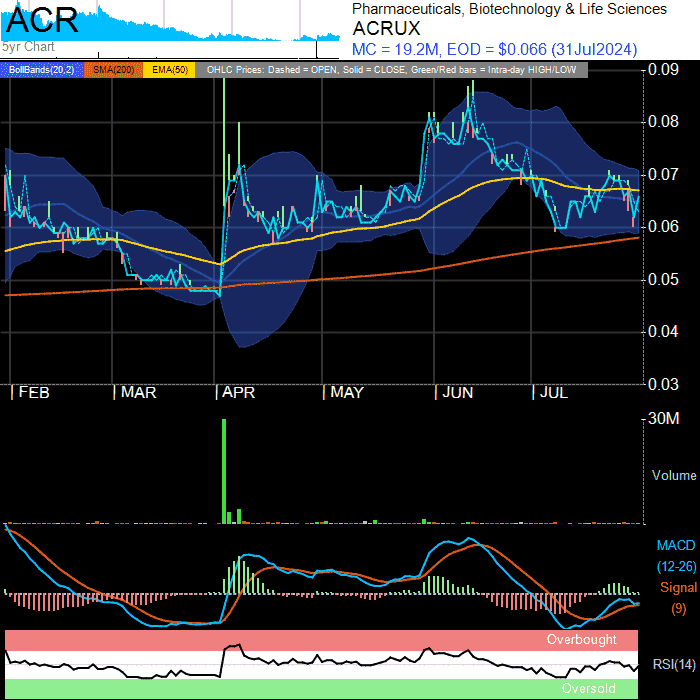 ACR
5yr Chart
Pharmaceuticals, Biotechnology & Life Sciences
ACRUX
MC = 19.2M, EOD = $0.066 (31Jul2024)
BollBands(20,2) SMA(200) EMA(50) OHLC Prices: Dashed = OPEN, Solid = CLOSE, Green/Red bars = Intra-day HIGH/LOW
0.09
0.08
0.07
0.06
0.05
0.04
0.03
FEB MAR APR MAY JUN JUL
30M
Volume
MACD
(12-26)
Signal
(9)
Overbought
RSI(14)
Oversold